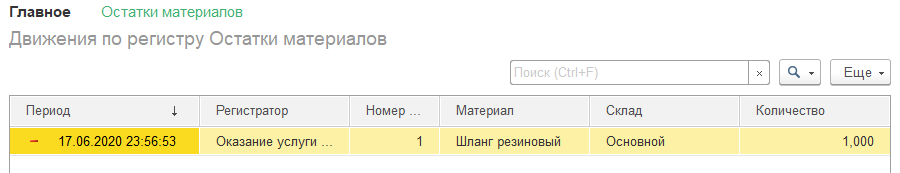 Главное Остатки материалов
Движения по регистру Остатки материалов
Поиск (Ctrl+F) × Еще
Период ↓ Регистратор Номер ... Материал Склад Количество
17.06.2020 23:56:53 Оказание услуги ... 1 Шланг резиновый Основной 1,000